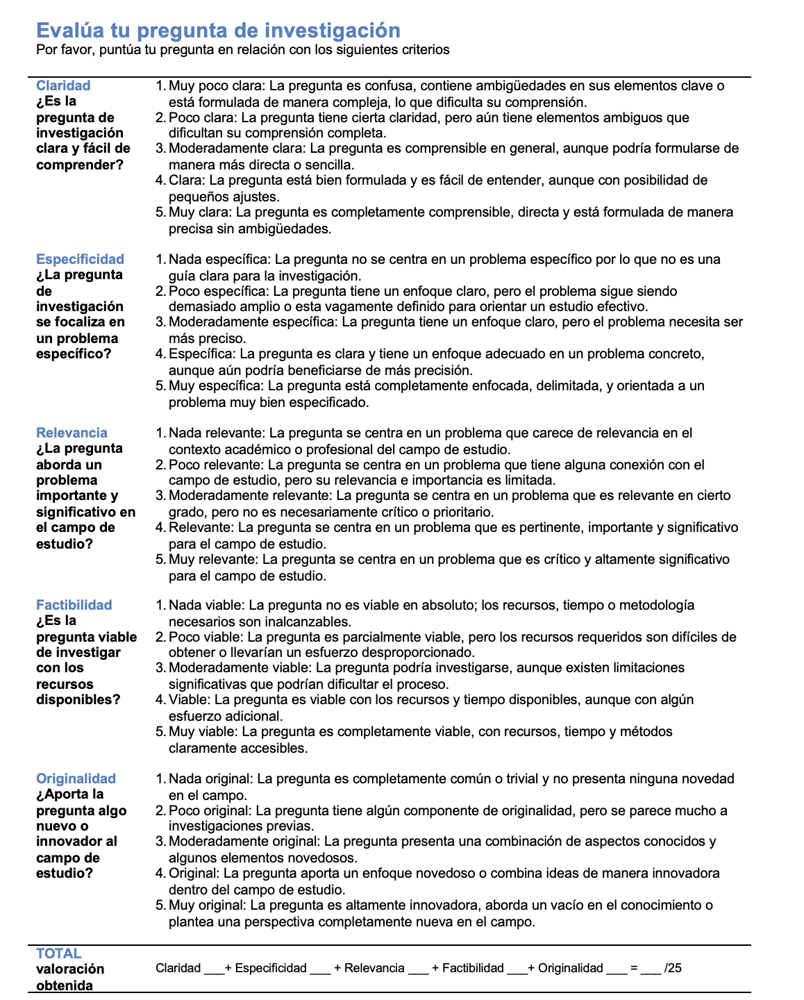 Evalúa tu pregunta de investigación
Por favor, puntúa tu pregunta en relación con los siguientes criterios
Claridad
¿Es la
pregunta de
investigación
clara y fácil de
comprender?
1. Muy poco clara: La pregunta es confusa, contiene ambigüedades en sus elementos clave o
está formulada de manera compleja, lo que dificulta su comprensión.
2. Poco clara: La pregunta tiene cierta claridad, pero aún tiene elementos ambiguos que
dificultan su comprensión completa.
3. Moderadamente clara: La pregunta es comprensible en general, aunque podría formularse de
manera más directa o sencilla.
4. Clara: La pregunta está bien formulada y es fácil de entender, aunque con posibilidad de
pequeños ajustes.
5. Muy clara: La pregunta es completamente comprensible, directa y está formulada de manera
precisa sin ambigüedades.
Especificidad
¿La pregunta
de
investigación
se focaliza en
un problema
específico?
1. Nada específica: La pregunta no se centra en un problema específico por lo que no es una
guía clara para la investigación.
2. Poco específica: La pregunta tiene un enfoque claro, pero el problema sigue siendo
demasiado amplio o esta vagamente definido para orientar un estudio efectivo.
3. Moderadamente específica: La pregunta tiene un enfoque claro, pero el problema necesita ser
más preciso.
4. Específica: La pregunta es clara y tiene un enfoque adecuado en un problema concreto,
aunque aún podría beneficiarse de más precisión.
5. Muy específica: La pregunta está completamente enfocada, delimitada, y orientada a un
problema muy bien especificado.
Relevancia
¿La pregunta
aborda un
problema
importante y
significativo en
el campo de
estudio?
1. Nada relevante: La pregunta se centra en un problema que carece de relevancia en el
contexto académico o profesional del campo de estudio.
2. Poco relevante: La pregunta se centra en un problema que tiene alguna conexión con el
campo de estudio, pero su relevancia e importancia es limitada.
3. Moderadamente relevante: La pregunta se centra en un problema que es relevante en cierto
grado, pero no es necesariamente crítico o prioritario.
4. Relevante: La pregunta se centra en un problema que es pertinente, importante y significativo
para el campo de estudio.
5. Muy relevante: La pregunta se centra en un problema que es crítico y altamente significativo
para el campo de estudio.
Factibilidad
¿Es la
pregunta viable
de investigar
con los
recursos
disponibles?
1. Nada viable: La pregunta no es viable en absoluto; los recursos, tiempo o metodología
necesarios son inalcanzables.
2. Poco viable: La pregunta es parcialmente viable, pero los recursos requeridos son difíciles de
obtener o llevarían un esfuerzo desproporcionado.
3. Moderadamente viable: La pregunta podría investigarse, aunque existen limitaciones
significativas que podrían dificultar el proceso.
4. Viable: La pregunta es viable con los recursos y tiempo disponibles, aunque con algún
esfuerzo adicional.
5. Muy viable: La pregunta es completamente viable, con recursos, tiempo y métodos
claramente accesibles.
Originalidad
¿Aporta la
pregunta algo
nuevo o
innovador al
campo de
estudio?
1. Nada original: La pregunta es completamente común o trivial y no presenta ninguna novedad
en el campo.
2. Poco original: La pregunta tiene algún componente de originalidad, pero se parece mucho a
investigaciones previas.
3. Moderadamente original: La pregunta presenta una combinación de aspectos conocidos y
algunos elementos novedosos.
4. Original: La pregunta aporta un enfoque novedoso o combina ideas de manera innovadora
dentro del campo de estudio.
5. Muy original: La pregunta es altamente innovadora, aborda un vacío en el conocimiento o
plantea una perspectiva completamente nueva en el campo.
TOTAL
valoración
obtenida
Claridad ___+ Especificidad ___ + Relevancia ___ + Factibilidad ___+ Originalidad ___ = ___ /25